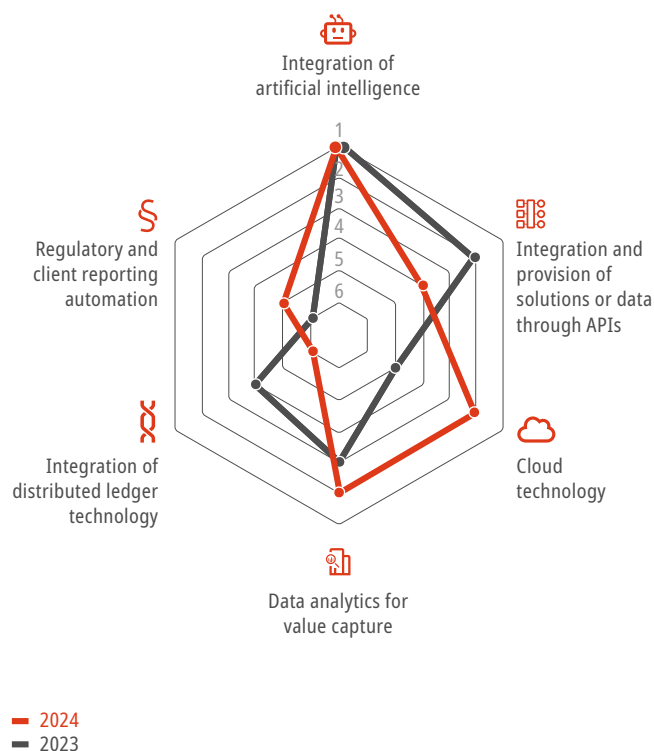 Integration of
artificial intelligence
1
2
3
4
5
6
Regulatory and
client reporting
automation
Integration and
provision of
solutions or data
through APIs
Integration of
distributed ledger
technology
Cloud
technology
Data analytics for
value capture
2024
2023